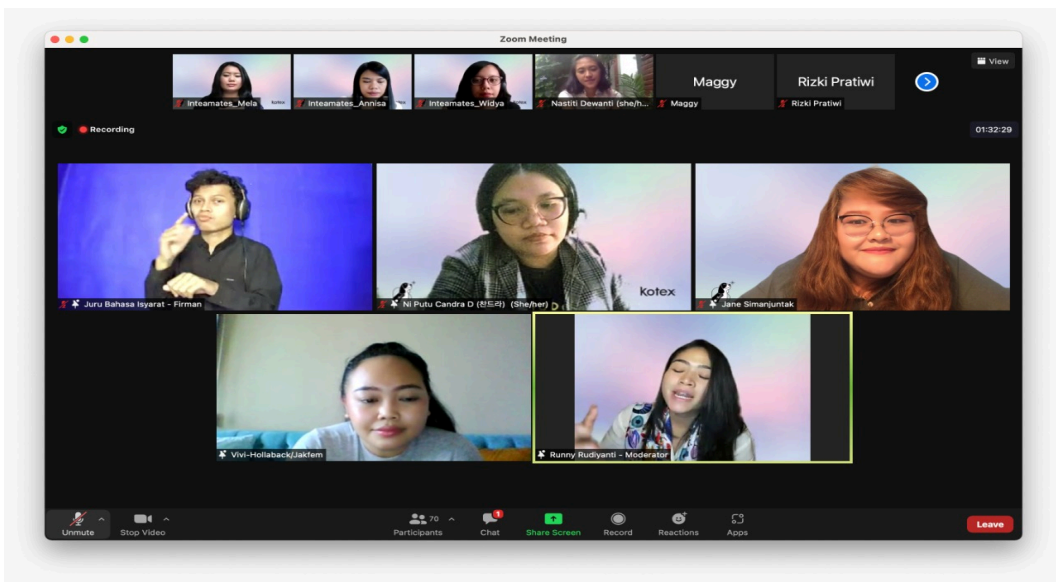 Zoom Meeting
View
Maggy
Rizki Pratiwi
Inteamates_Mela
Kotex
Inteamates_Annisa
Inteamates_Widya
Nastiti Dewanti (she/h...
Maggy
Rizki Pratiwi
Recording
01:32:29
Kotex
Juru Bahasa Isyarat - Firman
Ni Putu Candra D (찬드라) (She/her)
Jane Simanjuntak
Vivi-Hollaback/Jakfem
Runny Rudiyanti - Moderator
Unmute
Stop Video
70
Participants
1
Chat
Share Screen
Record
Reactions
Apps
Leave